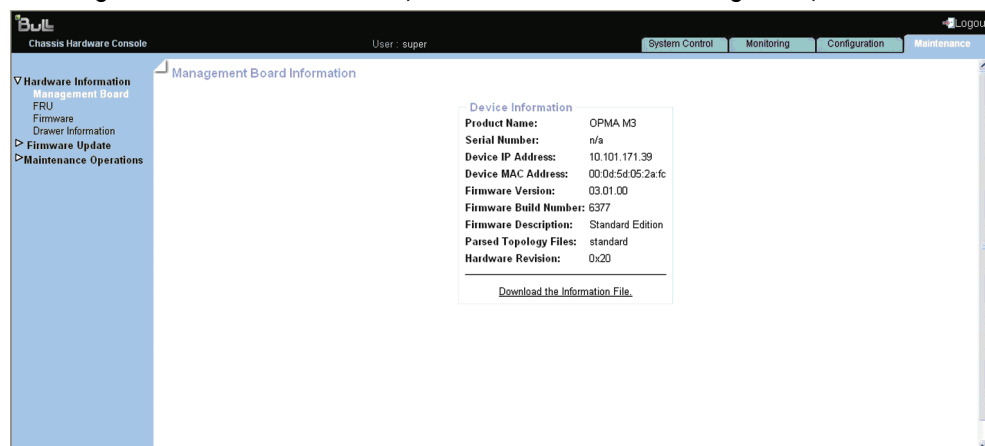 Bull
Logou
Chassis Hardware Console
User : super
System Control
Monitoring
Configuration
Maintenance
Hardware Information
Management Board
FRU
Firmware
Drawer Information
Firmware Update
Maintenance Operations
Management Board Information
Device Information
Product Name: OPMA M3
Serial Number: n/a
Device IP Address: 10.101.171.39
Device MAC Address: 00:0d:5d:05:2a:fc
Firmware Version: 03.01.00
Firmware Build Number: 6377
Firmware Description: Standard Edition
Parsed Topology Files: standard
Hardware Revision: 0x20
Download the Information File.